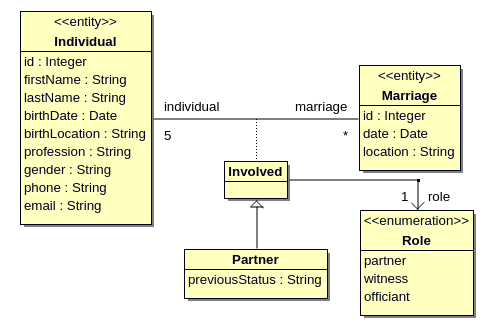 <<entity>>
Individual
id : Integer
firstName : String
lastName : String
birthDate : Date
birthLocation : String
profession : String
gender : String
phone : String
email : String
individual
marriage
5
*
<<entity>>
Marriage
id : Integer
date : Date
location : String
Involved
1
role
<<enumeration>>
Role
partner
witness
officiant
Partner
previousStatus : String